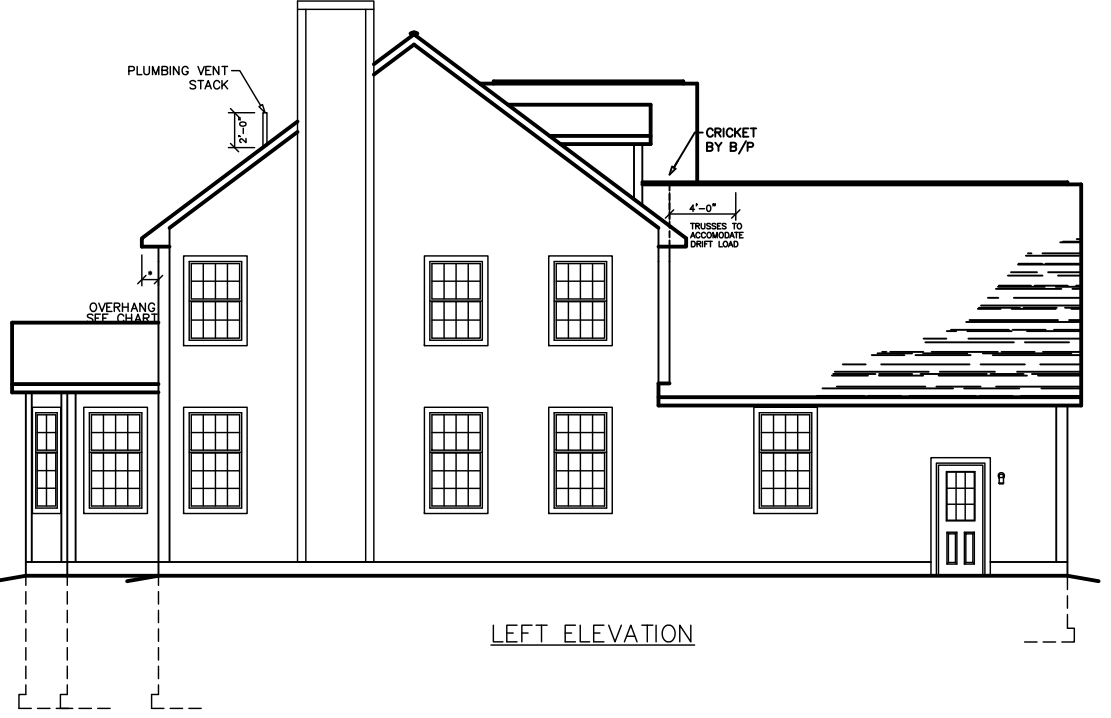 PLUMBING VENT
STACK
2'-0"
CRICKET
BY B/P
4'-0"
TRUSSES TO
ACCOMODATE
DRIFT LOAD
*
OVERHANG
SEE CHART
LEFT ELEVATION